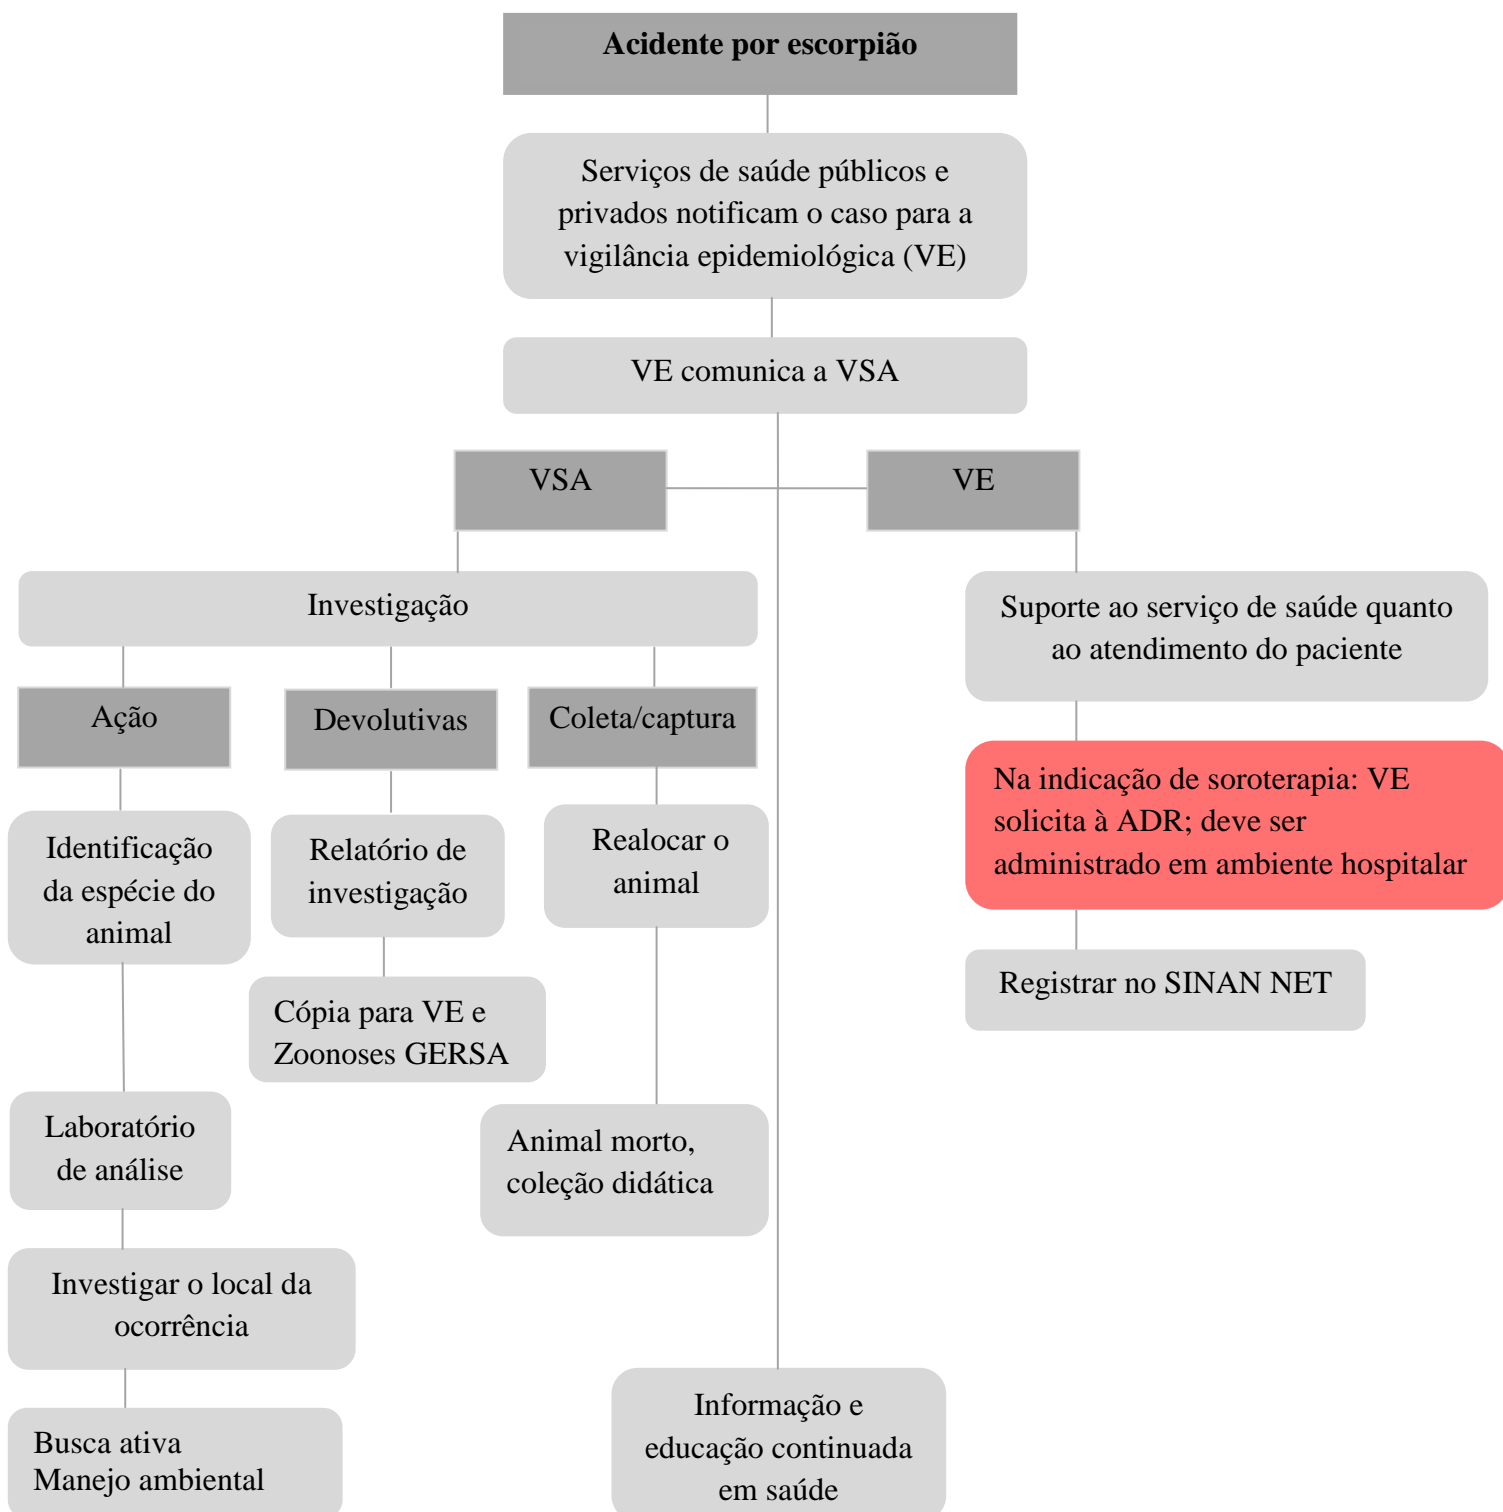 Acidente por escorpião
Serviços de saúde públicos e
privados notificam o caso para a
vigilância epidemiológica (VE)
VE comunica a VSA
VSA
VE
Investigação
Suporte ao serviço de saúde quanto
ao atendimento do paciente
Ação
Devolutivas
Coleta/captura
Na indicação de soroterapia: VE
solicita à ADR; deve ser
administrado em ambiente hospitalar
Identificação
da espécie do
animal
Relatório de
investigação
Realocar o
animal
Registrar no SINAN NET
Cópia para VE e
Zoonoses GERSA
Laboratório
de análise
Animal morto,
coleção didática
Investigar o local da
ocorrência
Busca ativa
Manejo ambiental
Informação e
educação continuada
em saúde